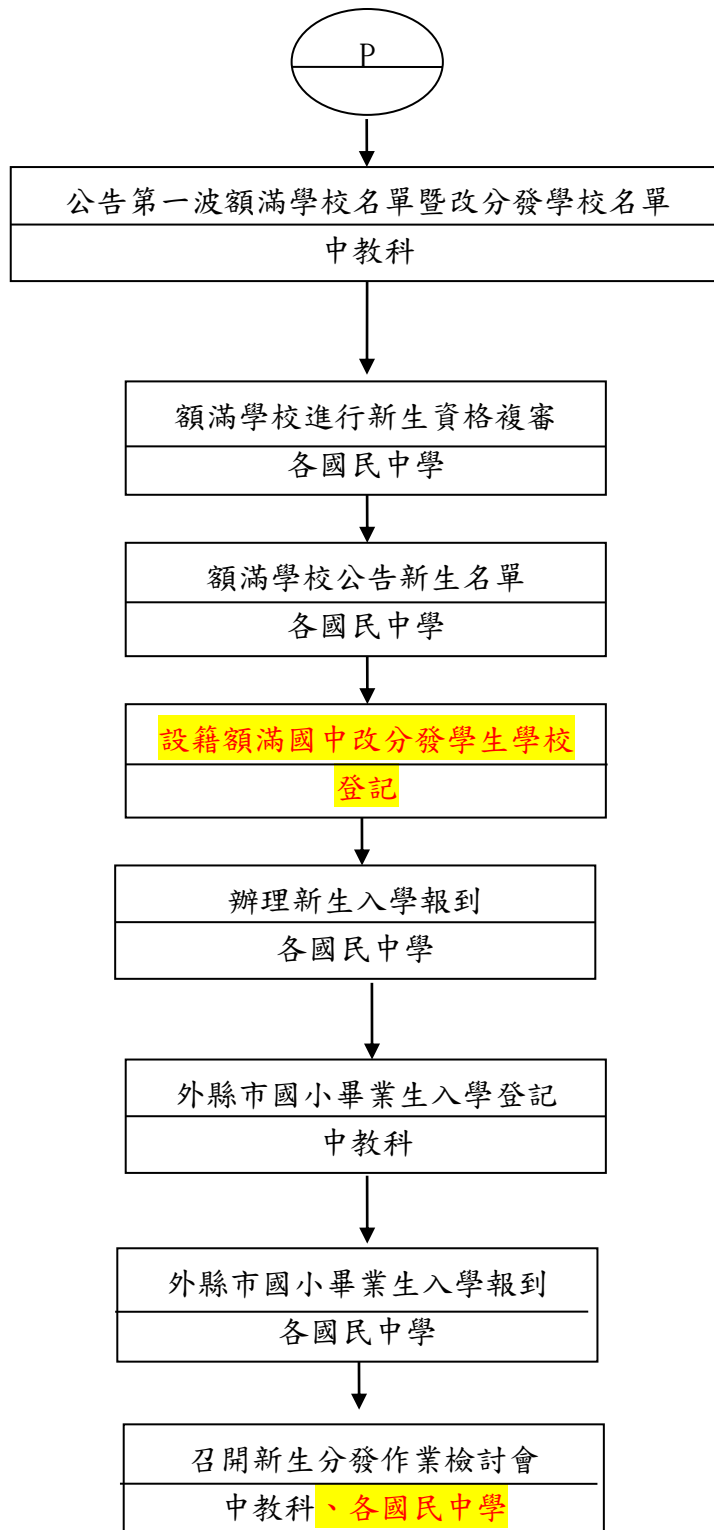 P
公告第一波額滿學校名單暨改分發學校名單
中教科
額滿學校進行新生資格複審
各國民中學
額滿學校公告新生名單
各國民中學
設籍額滿國中改分發學生學校
登記
辦理新生入學報到
各國民中學
外縣市國小畢業生入學登記
中教科
外縣市國小畢業生入學報到
各國民中學
召開新生分發作業檢討會
中教科、各國民中學